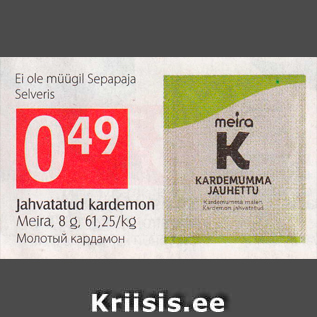 Ei ole müügil Sepapaja
Selveris
0 49
Jahvatatud kardemon
Meira, 8 g, 61,25/kg
Молотый кардамон
meira
K
KARDEMUMMA
JAUHETTU
Kardemumma malen
Kardemon jahvatatud
Kriisis.ee